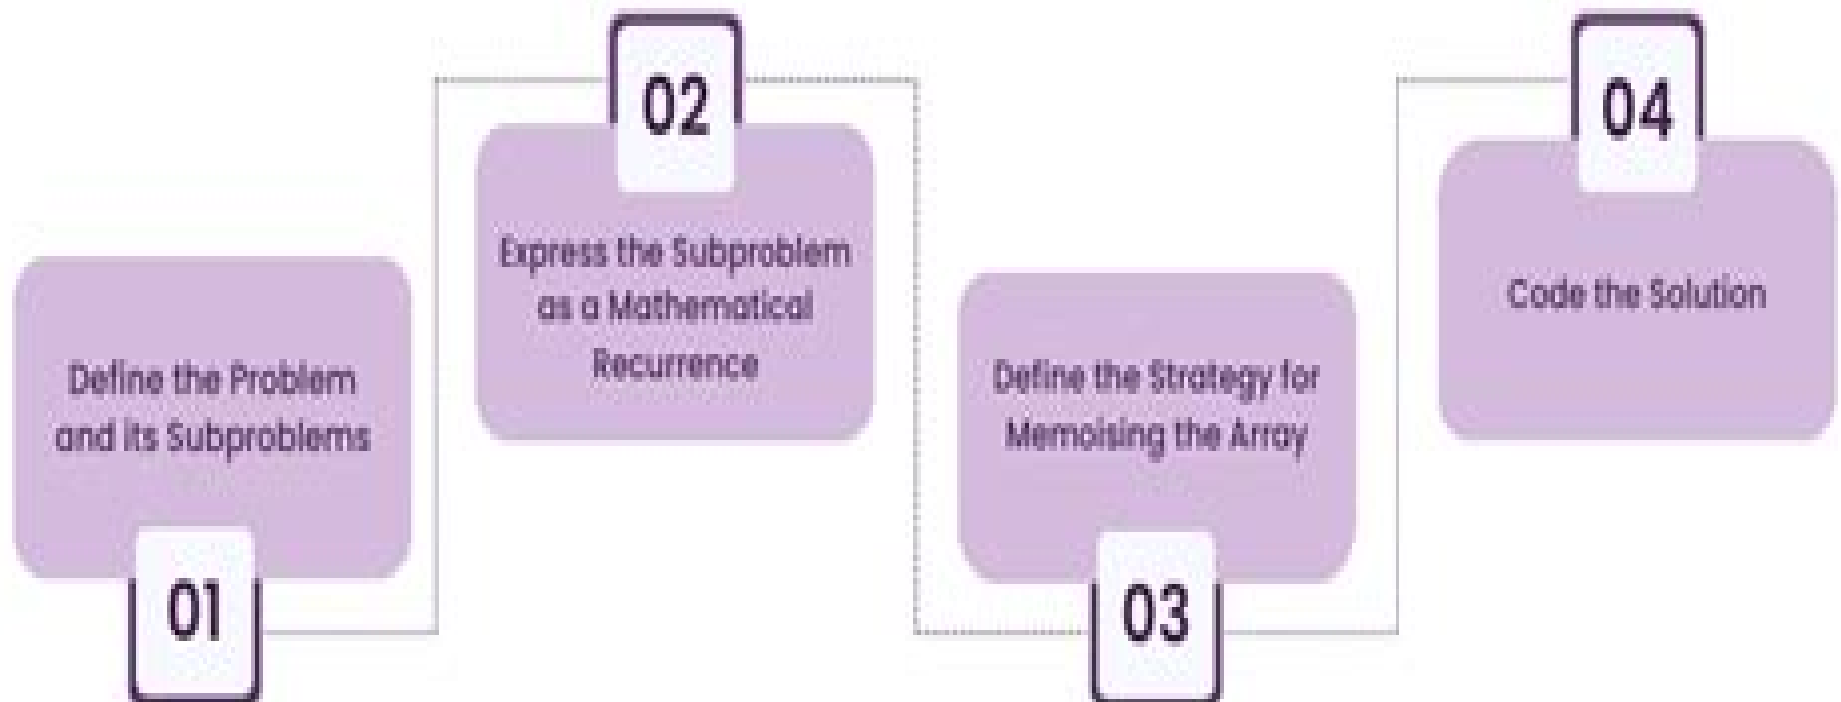 01
Define the Problem
and its Subproblems
02
Express the Subproblem
as a Mathematical
Recurrence
03
Define the Strategy for
Memoising the Array
04
Code the Solution